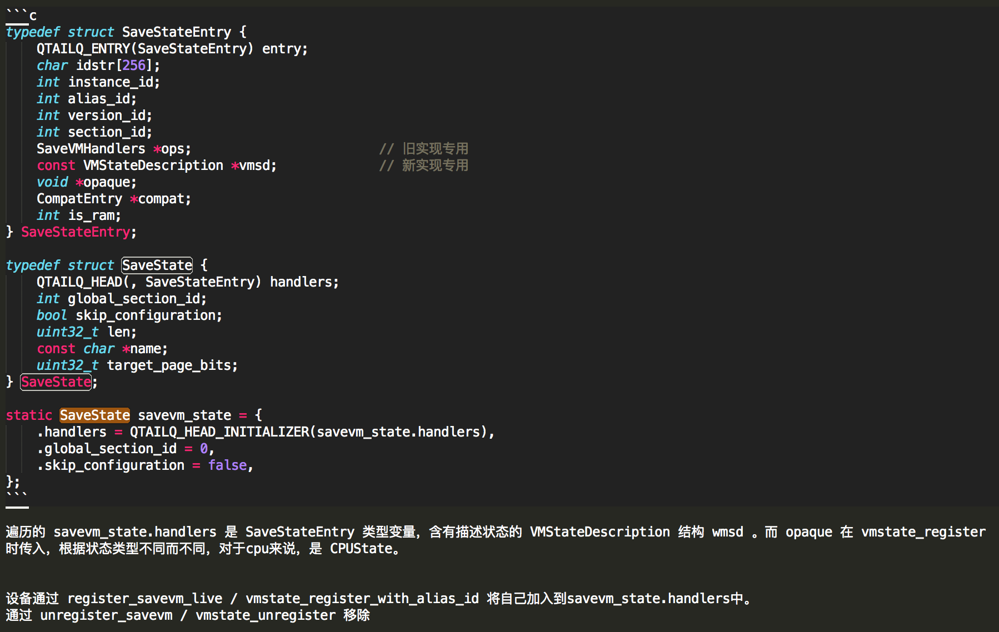 ```c
typedef struct SaveStateEntry {
    QTAILQ_ENTRY(SaveStateEntry) entry;
    char idstr[256];
    int instance_id;
    int alias_id;
    int version_id;
    int section_id;
    SaveVMHandlers *ops;                        // 旧实现专用
    const VMStateDescription *vmsd;             // 新实现专用
    void *opaque;
    CompatEntry *compat;
    int is_ram;
} SaveStateEntry;

typedef struct SaveState {
    QTAILQ_HEAD(, SaveStateEntry) handlers;
    int global_section_id;
    bool skip_configuration;
    uint32_t len;
    const char *name;
    uint32_t target_page_bits;
} SaveState;

static SaveState savevm_state = {
    .handlers = QTAILQ_HEAD_INITIALIZER(savevm_state.handlers),
    .global_section_id = 0,
    .skip_configuration = false,
};
```

遍历的 savevm_state.handlers 是 SaveStateEntry 类型变量，含有描述状态的 VMStateDescription 结构 wmsd 。而 opaque 在 vmstate_register
时传入，根据状态类型不同而不同，对于cpu来说，是 CPUState。

设备通过 register_savevm_live / vmstate_register_with_alias_id 将自己加入到savevm_state.handlers中。
通过 unregister_savevm / vmstate_unregister 移除